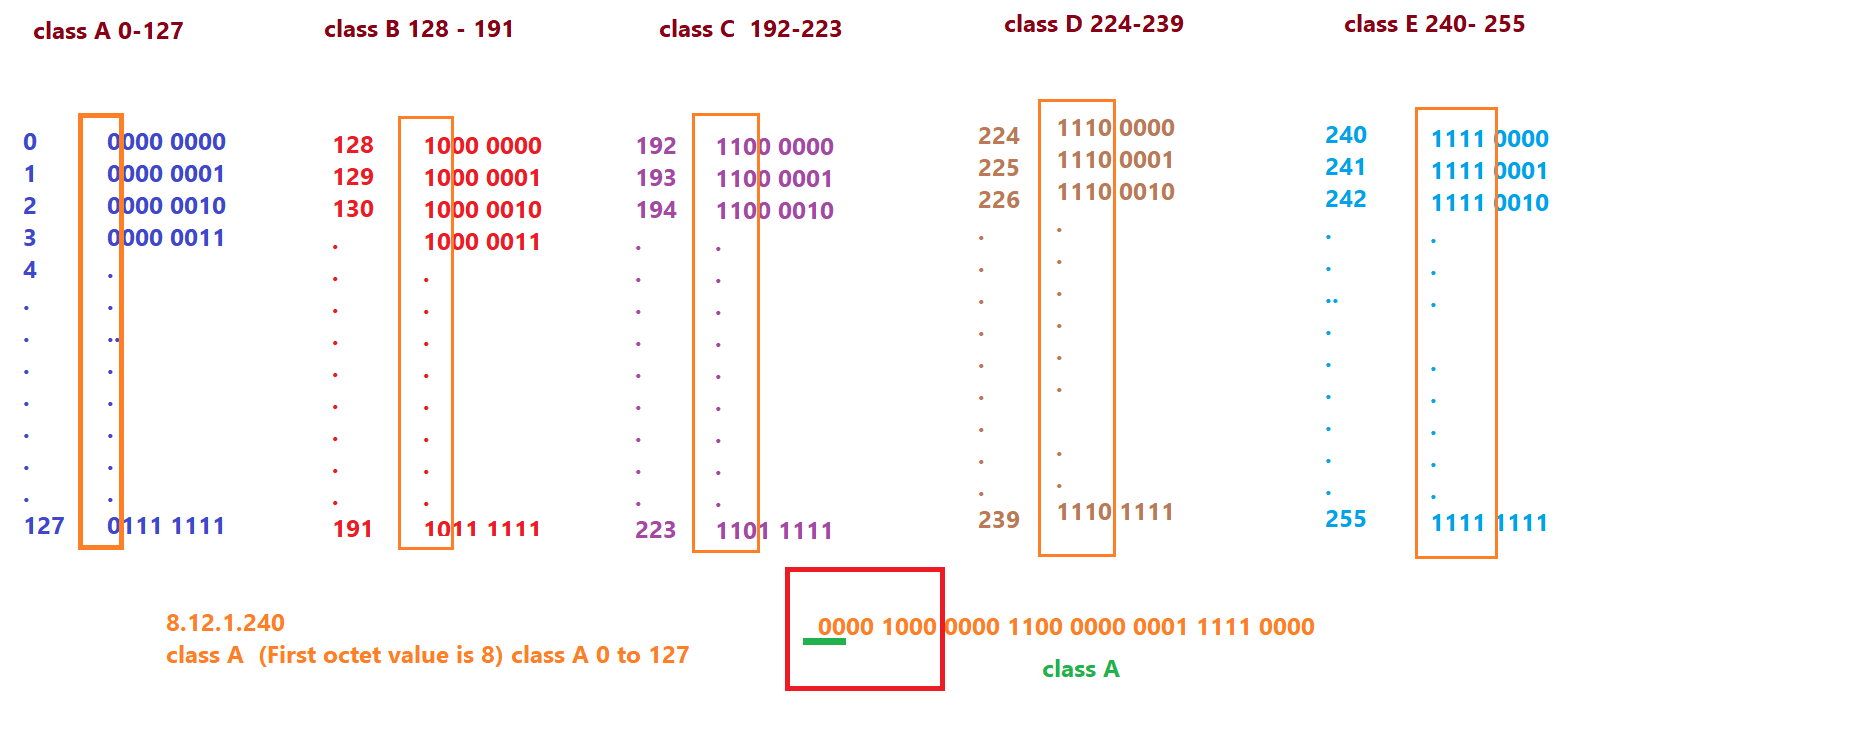 class A 0-127
class B 128 - 191
class C  192-223
class D 224-239
class E 240- 255
0 0000 0000
1 0000 0001
2 0000 0010
3 0000 0011
4 .
. .
. ..
. .
. .
. .
. .
. .
127 0111 1111
128 1000 0000
129 1000 0001
130 1000 0010
. 1000 0011
. .
. .
. .
. .
. .
. .
. .
. .
191 1011 1111
192 1100 0000
193 1100 0001
194 1100 0010
. .
. .
. .
. .
. .
. .
. .
. .
. .
223 1101 1111
224 1110 0000
225 1110 0001
226 1110 0010
. .
. .
. .
. .
. .
. .
.
. .
. .
239 1110 1111
240 1111 0000
241 1111 0001
242 1111 0010
. .
. .
.. .
.
. .
. .
. .
. .
. .
255 1111 1111
8.12.1.240
class A  (First octet value is 8) class A 0 to 127
0000 1000 0000 1100 0000 0001 1111 0000
class A